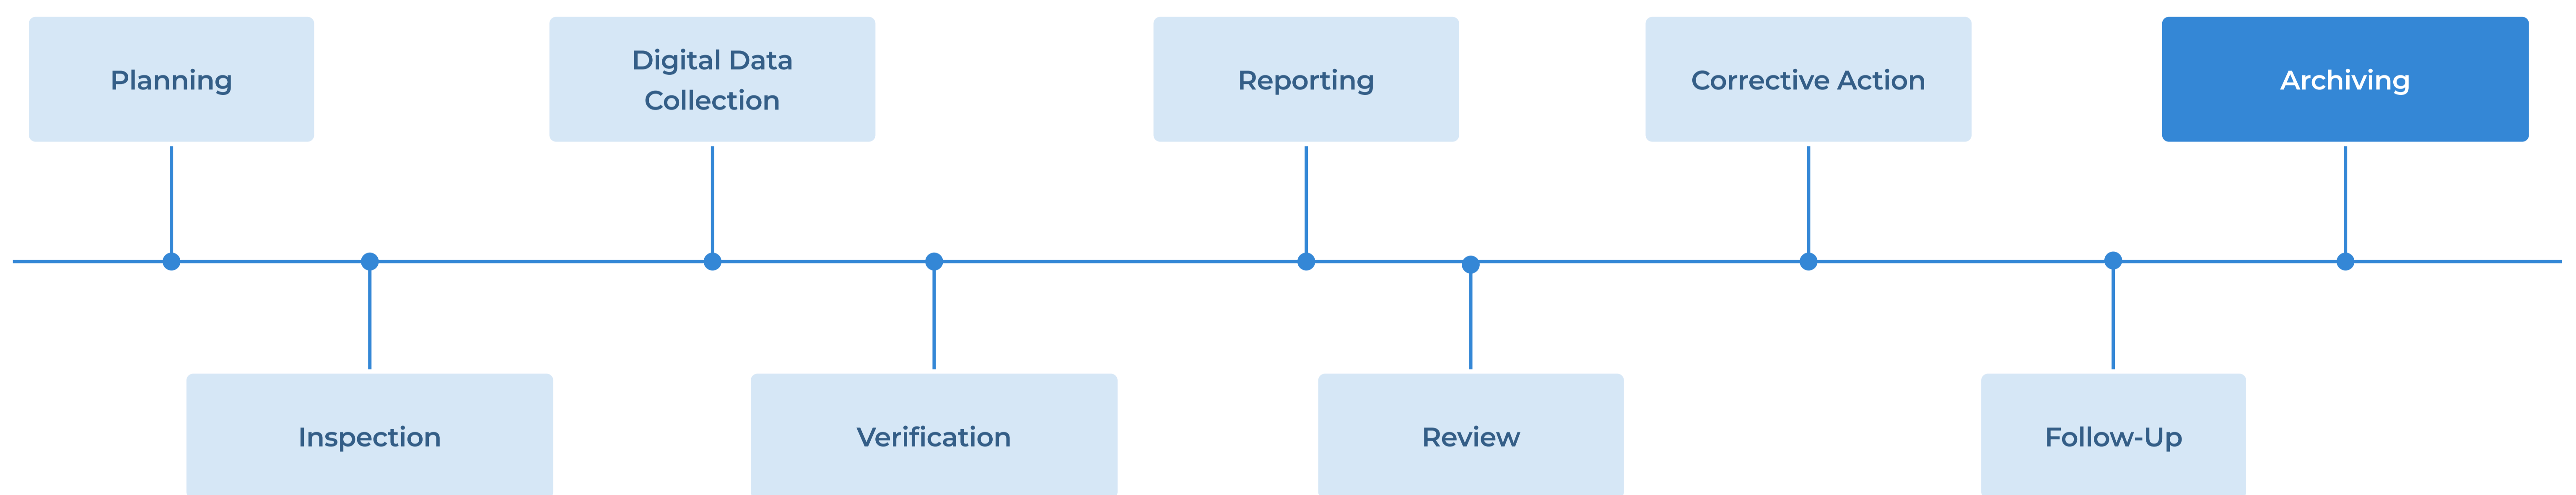 Planning
Digital Data
Collection
Reporting
Corrective Action
Archiving
Inspection
Verification
Review
Follow-Up